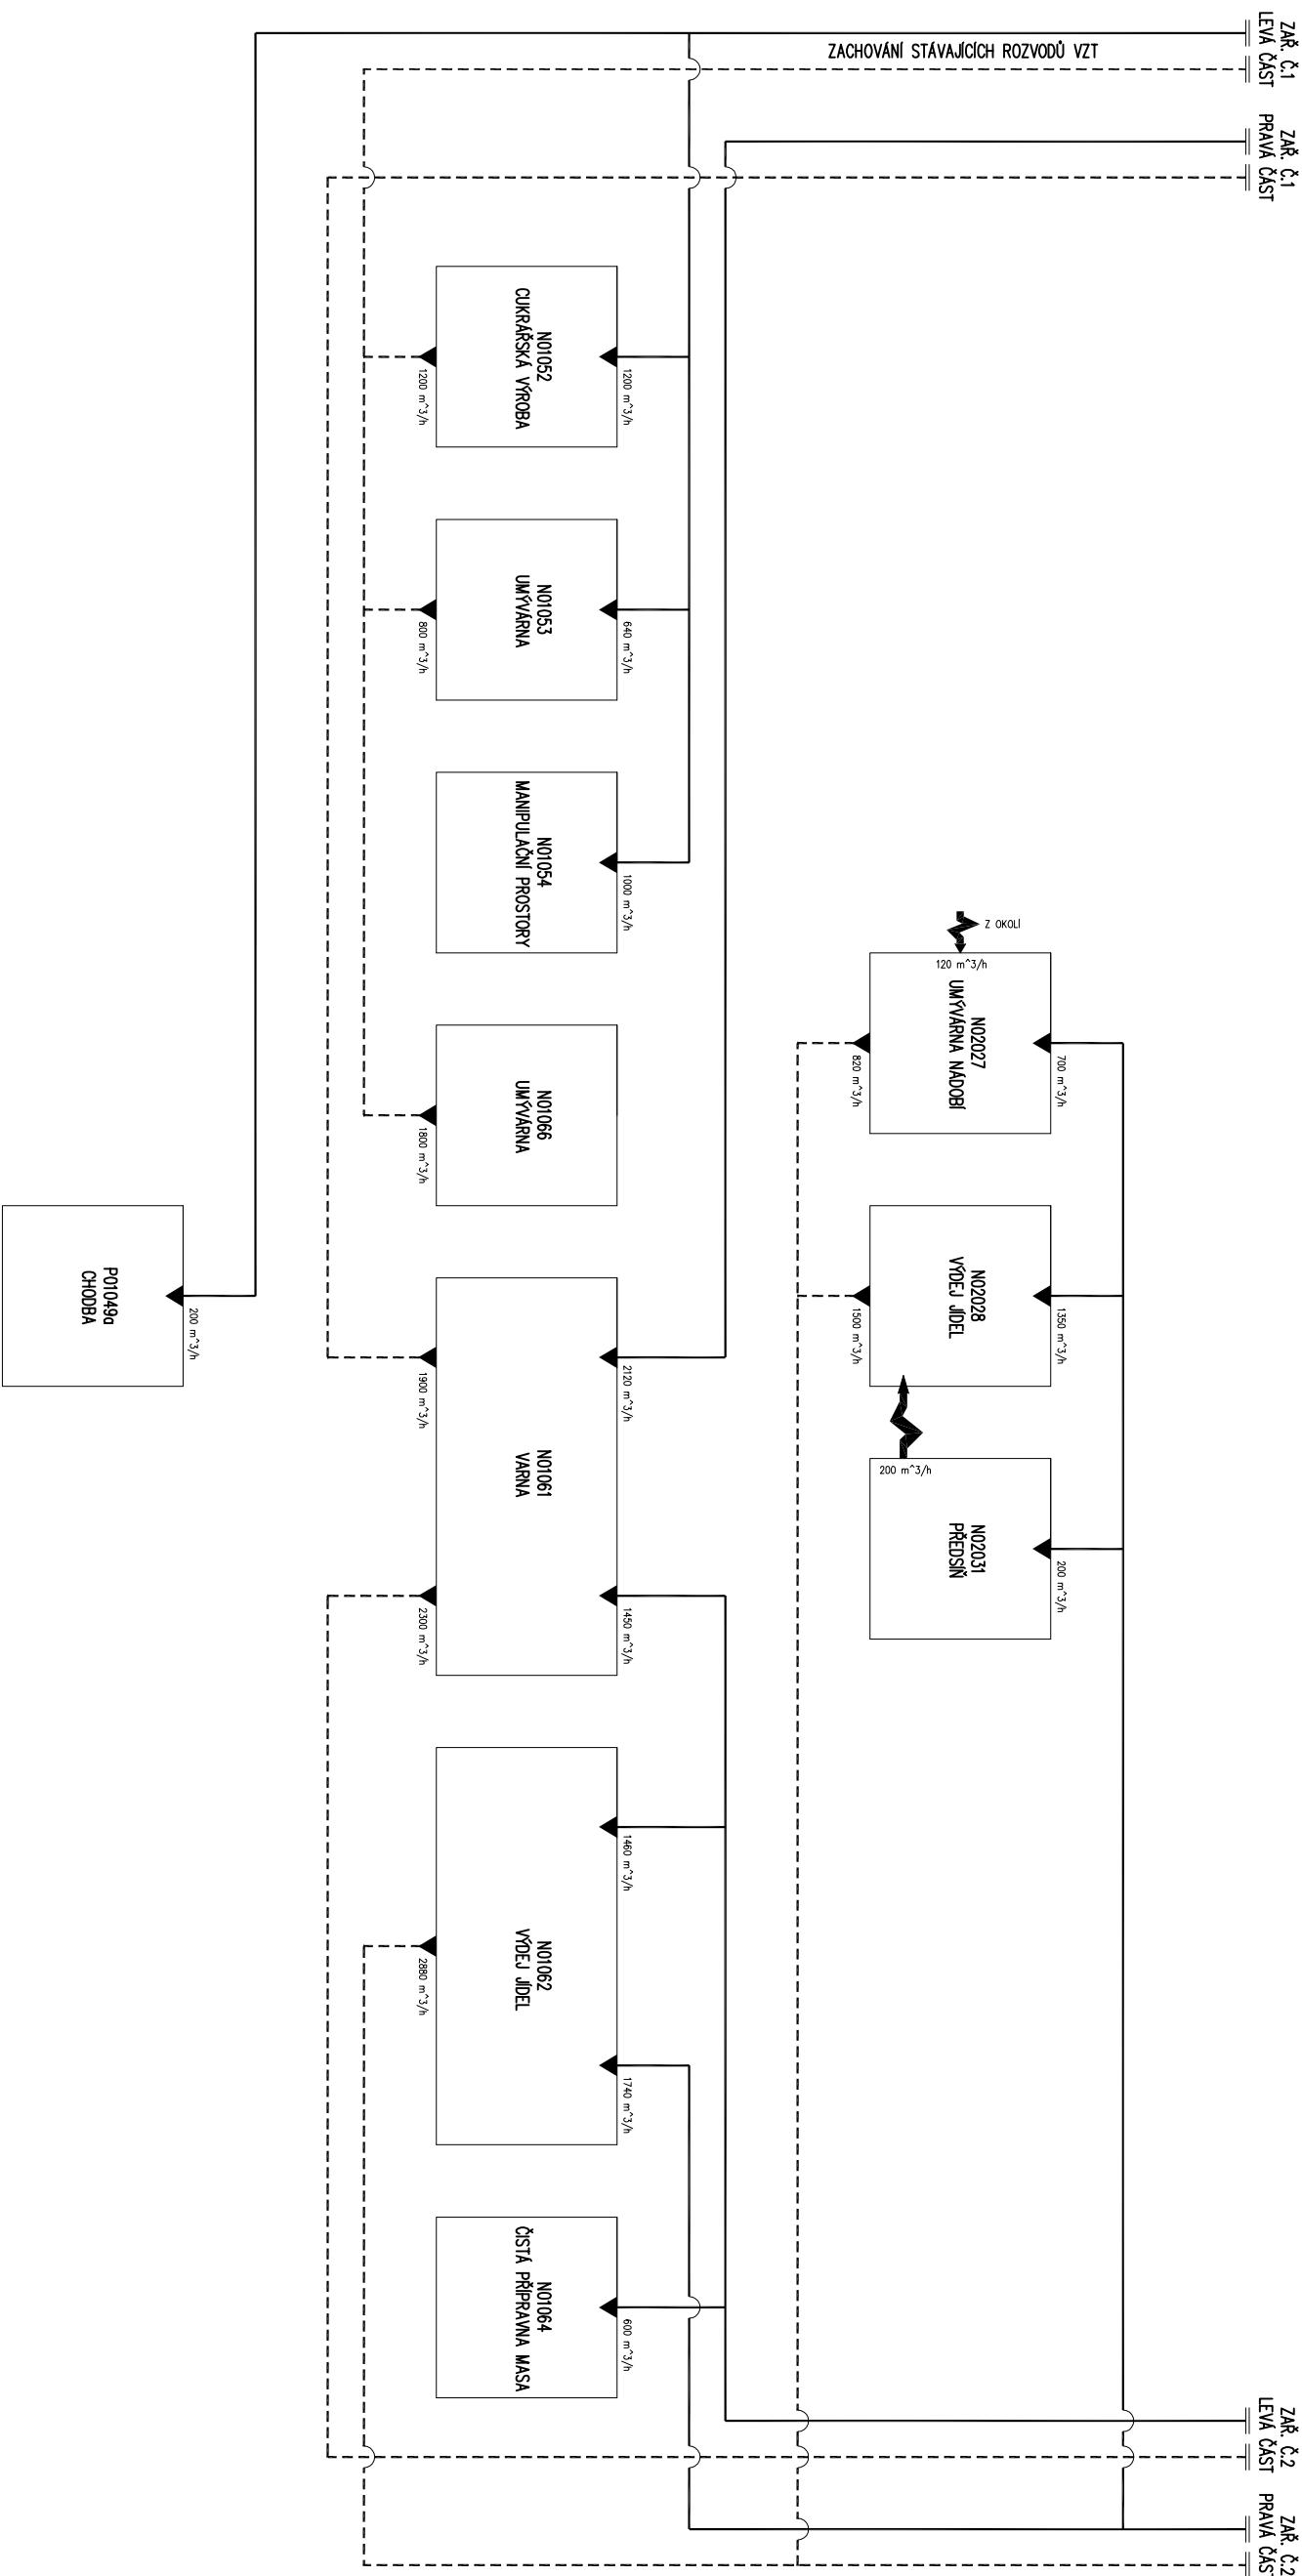 ZAŘ. Č.1
LEVÁ ČÁST
ZAŘ. Č.1
PRAVÁ ČÁST
ZAŘ. Č.2
LEVÁ ČÁST
ZAŘ. Č.2
PRAVÁ ČÁST
ZACHOVÁNÍ STÁVAJÍCÍCH ROZVODŮ VZT
Z OKOLÍ
120 m^3/h
N02027
UMÝVÁRNA NÁDOBÍ
700 m^3/h
820 m^3/h
N02028
VÝDEJ JÍDEL
1350 m^3/h
1500 m^3/h
N02031
PŘEDSÍŇ
200 m^3/h
200 m^3/h
N01052
CUKRÁŘSKÁ VÝROBA
1200 m^3/h
1200 m^3/h
N01053
UMÝVÁRNA
640 m^3/h
800 m^3/h
N01054
MANIPULAČNÍ PROSTORY
1000 m^3/h
N01066
UMÝVÁRNA
1800 m^3/h
N01061
VARNA
2120 m^3/h
1450 m^3/h
1900 m^3/h
2300 m^3/h
N01062
VÝDEJ JÍDEL
1460 m^3/h
1740 m^3/h
2880 m^3/h
N01064
ČISTÁ PŘÍPRAVNA MASA
600 m^3/h
P01049a
CHODBA
200 m^3/h